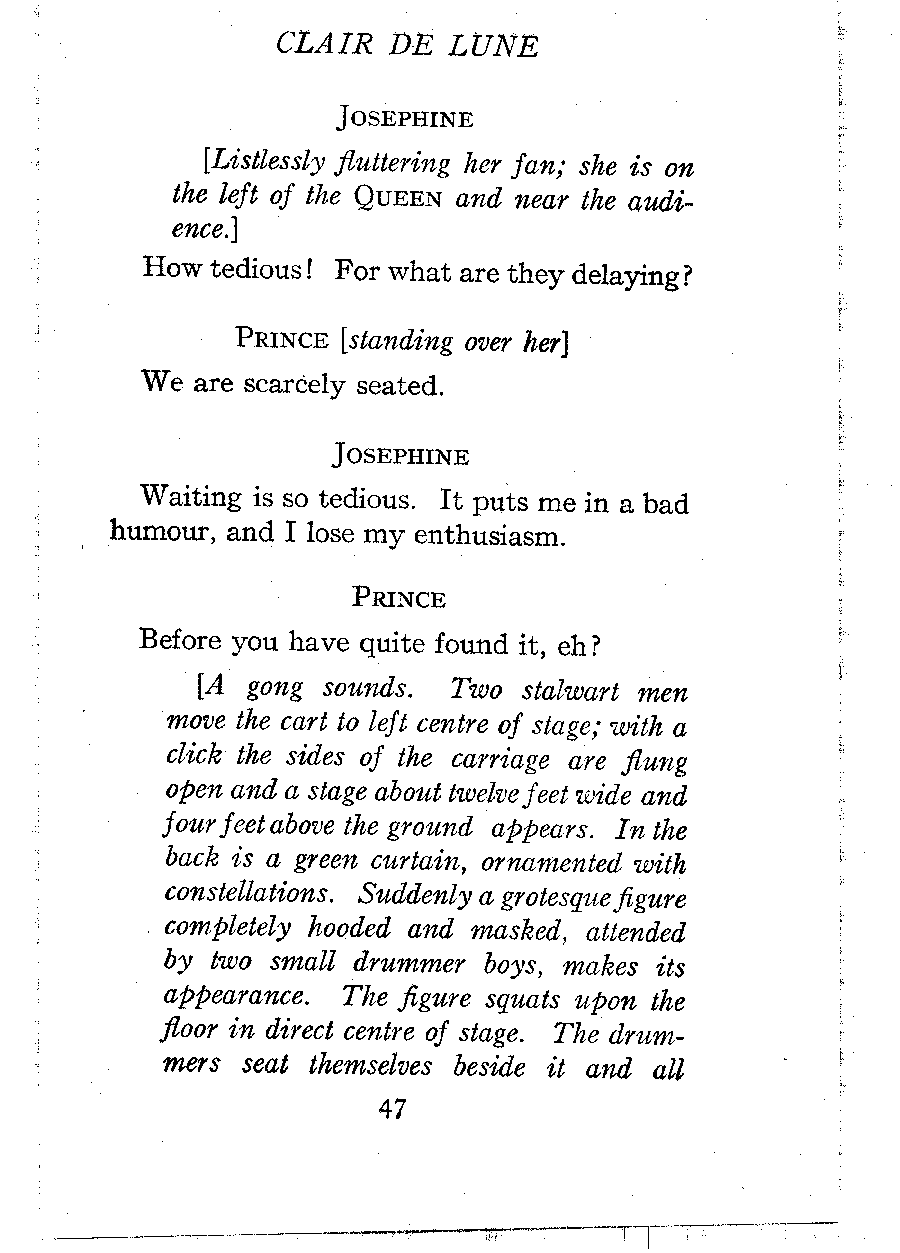 CLAIR DE LUNE
JOSEPHINE
[Listlessly fluttering her fan; she is on
the left of the QUEEN and near the audi-
ence.]
How tedious! For what are they delaying?
PRINCE [standing over her]
We are scarcely seated.
JOSEPHINE
Waiting is so tedious. It puts me in a bad
humour, and I lose my enthusiasm.
PRINCE
Before you have quite found it, eh?
[A gong sounds. Two stalwart men
move the cart to left centre of stage; with a
click the sides of the carriage are flung
open and a stage about twelve feet wide and
four feet above the ground appears. In the
back is a green curtain, ornamented with
constellations. Suddenly a grotesque figure
completely hooded and masked, attended
by two small drummer boys, makes its
appearance. The figure squats upon the
floor in direct centre of stage. The drum-
mers seat themselves beside it and all
47